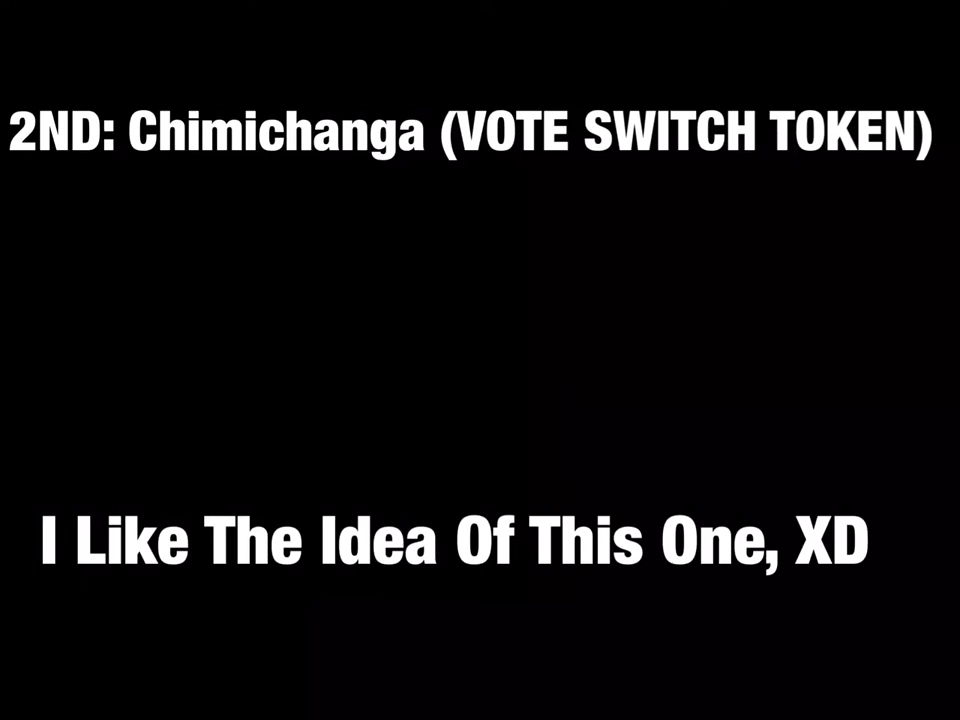 2ND: Chimichanga (VOTE SWITCH TOKEN)
I Like The Idea Of This One, XD